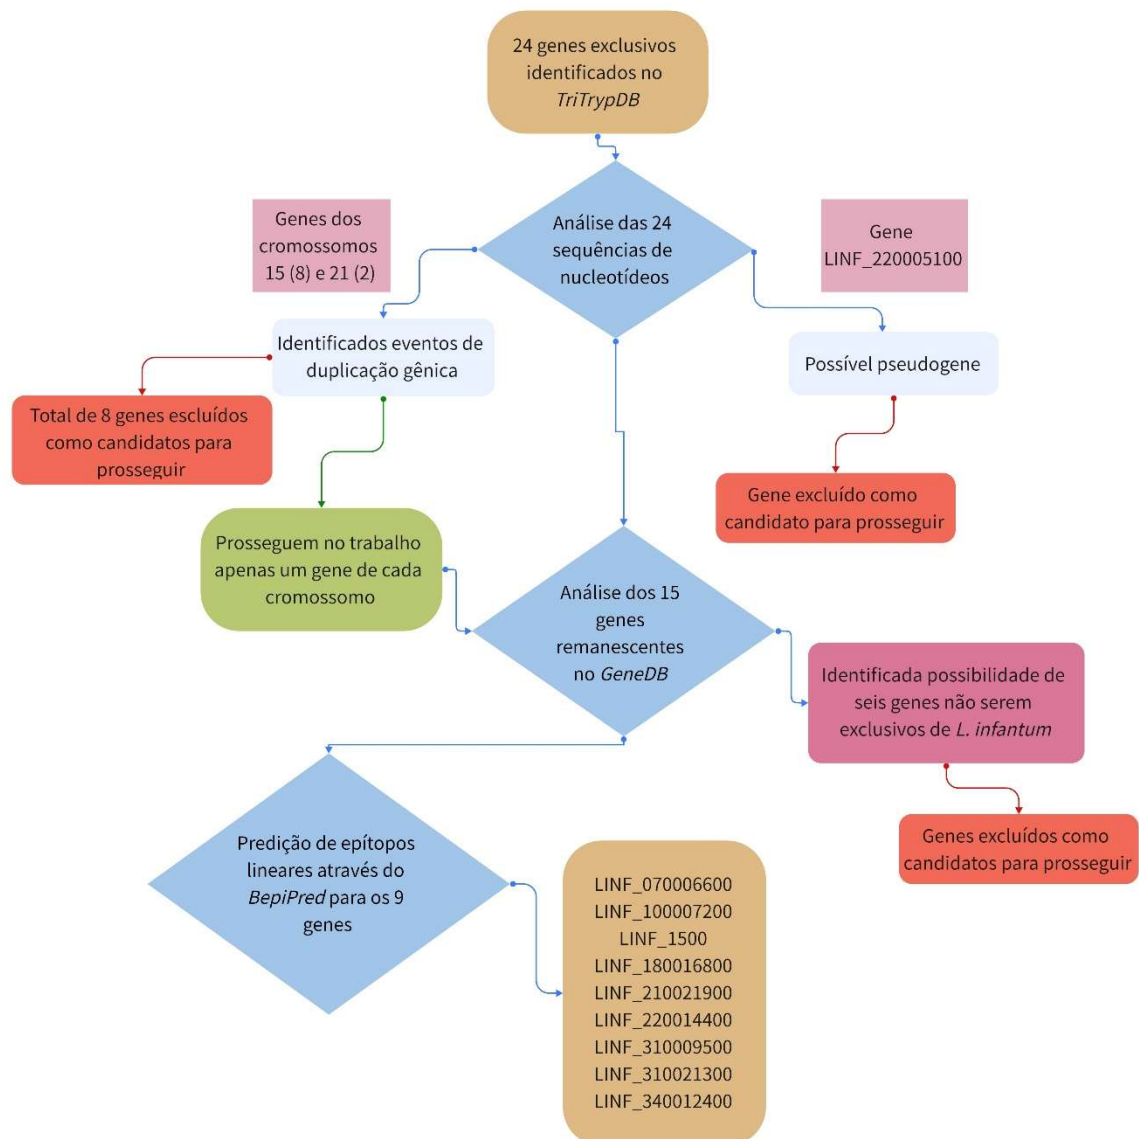 24 genes exclusivos
identificados no
TriTrypDB
Genes dos
cromossomos
15 (8) e 21 (2)
Análise das 24
sequências de
nucleotídeos
Gene
LINF_220005100
Identificados eventos de
duplicação gênica
Possível pseudogene
Total de 8 genes escluídos
como candidatos para
prosseguir
Gene excluído como
candidato para prosseguir
Prosseguem no trabalho
apenas um gene de cada
cromossomo
Análise dos 15
genes
remanescentes
no GeneDB
Identificada possibilidade de
seis genes não serem
exclusivos de L. infantum
Genes excluídos como
candidatos para prosseguir
Predição de epítopos
lineares através do
BepiPred para os 9
genes
LINF_070006600
LINF_100007200
LINF_1500
LINF_180016800
LINF_210021900
LINF_220014400
LINF_310009500
LINF_310021300
LINF_340012400